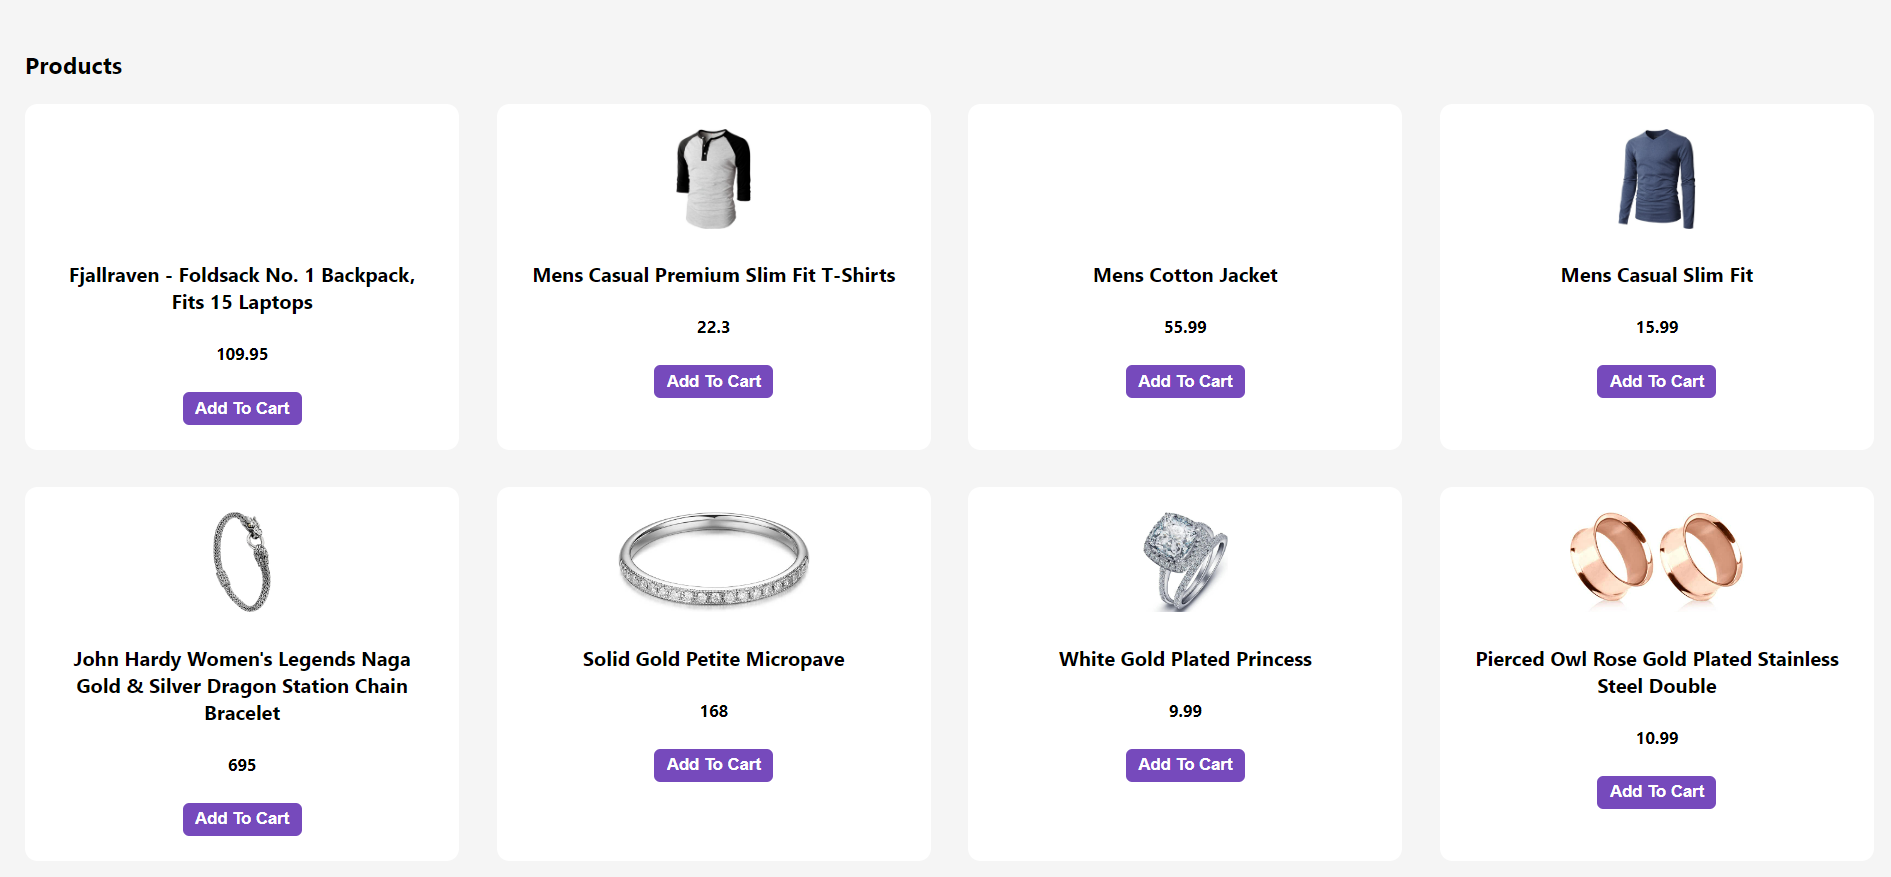 Products
Fjallraven - Foldsack No. 1 Backpack,
Fits 15 Laptops
109.95
Add To Cart
Mens Casual Premium Slim Fit T-Shirts
22.3
Add To Cart
Mens Cotton Jacket
55.99
Add To Cart
Mens Casual Slim Fit
15.99
Add To Cart
John Hardy Women's Legends Naga
Gold & Silver Dragon Station Chain
Bracelet
695
Add To Cart
Solid Gold Petite Micropave
168
Add To Cart
White Gold Plated Princess
9.99
Add To Cart
Pierced Owl Rose Gold Plated Stainless
Steel Double
10.99
Add To Cart